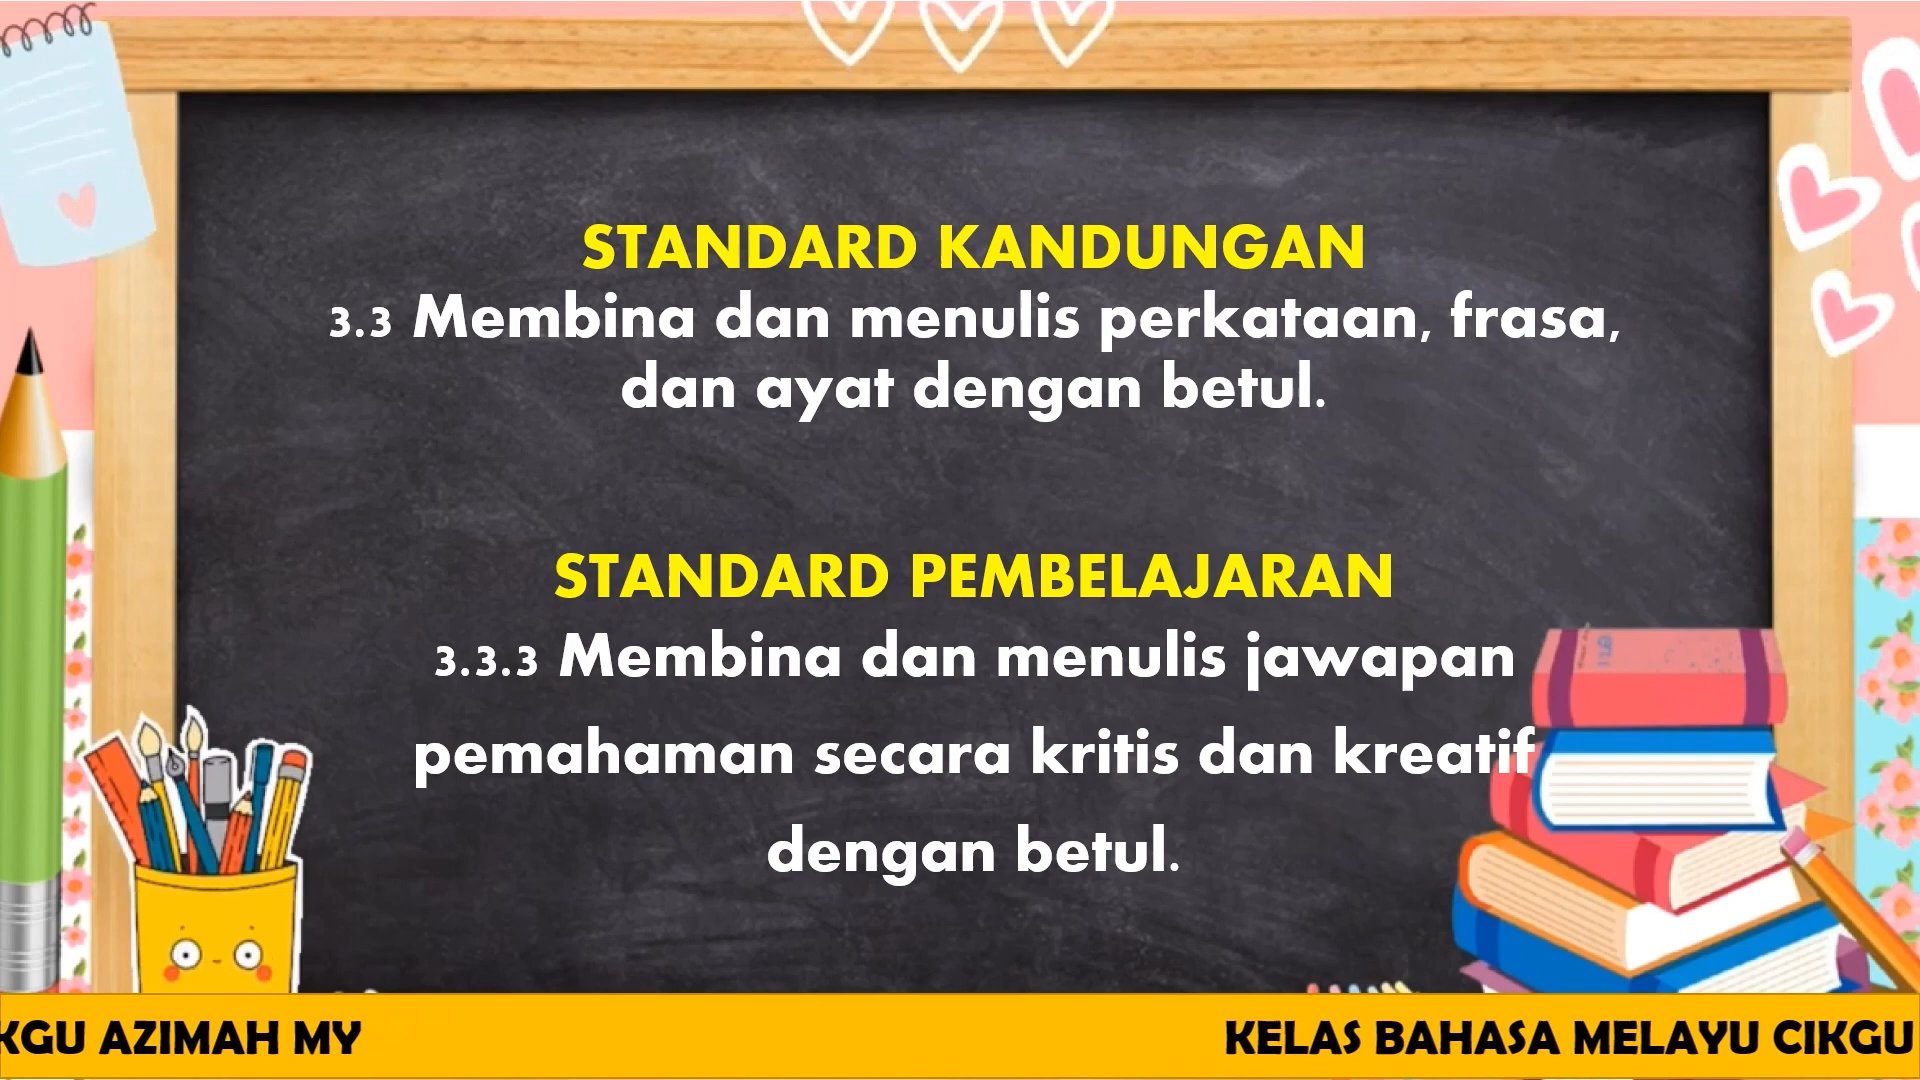 STANDARD KANDUNGAN
3.3 Membina dan menulis perkataan, frasa,
dan ayat dengan betul.
STANDARD PEMBELAJARAN
3.3.3 Membina dan menulis jawapan
pemahaman secara kritis dan kreatif
dengan betul.
KGU AZIMAH MY
KELAS BAHASA MELAYU CIKGU